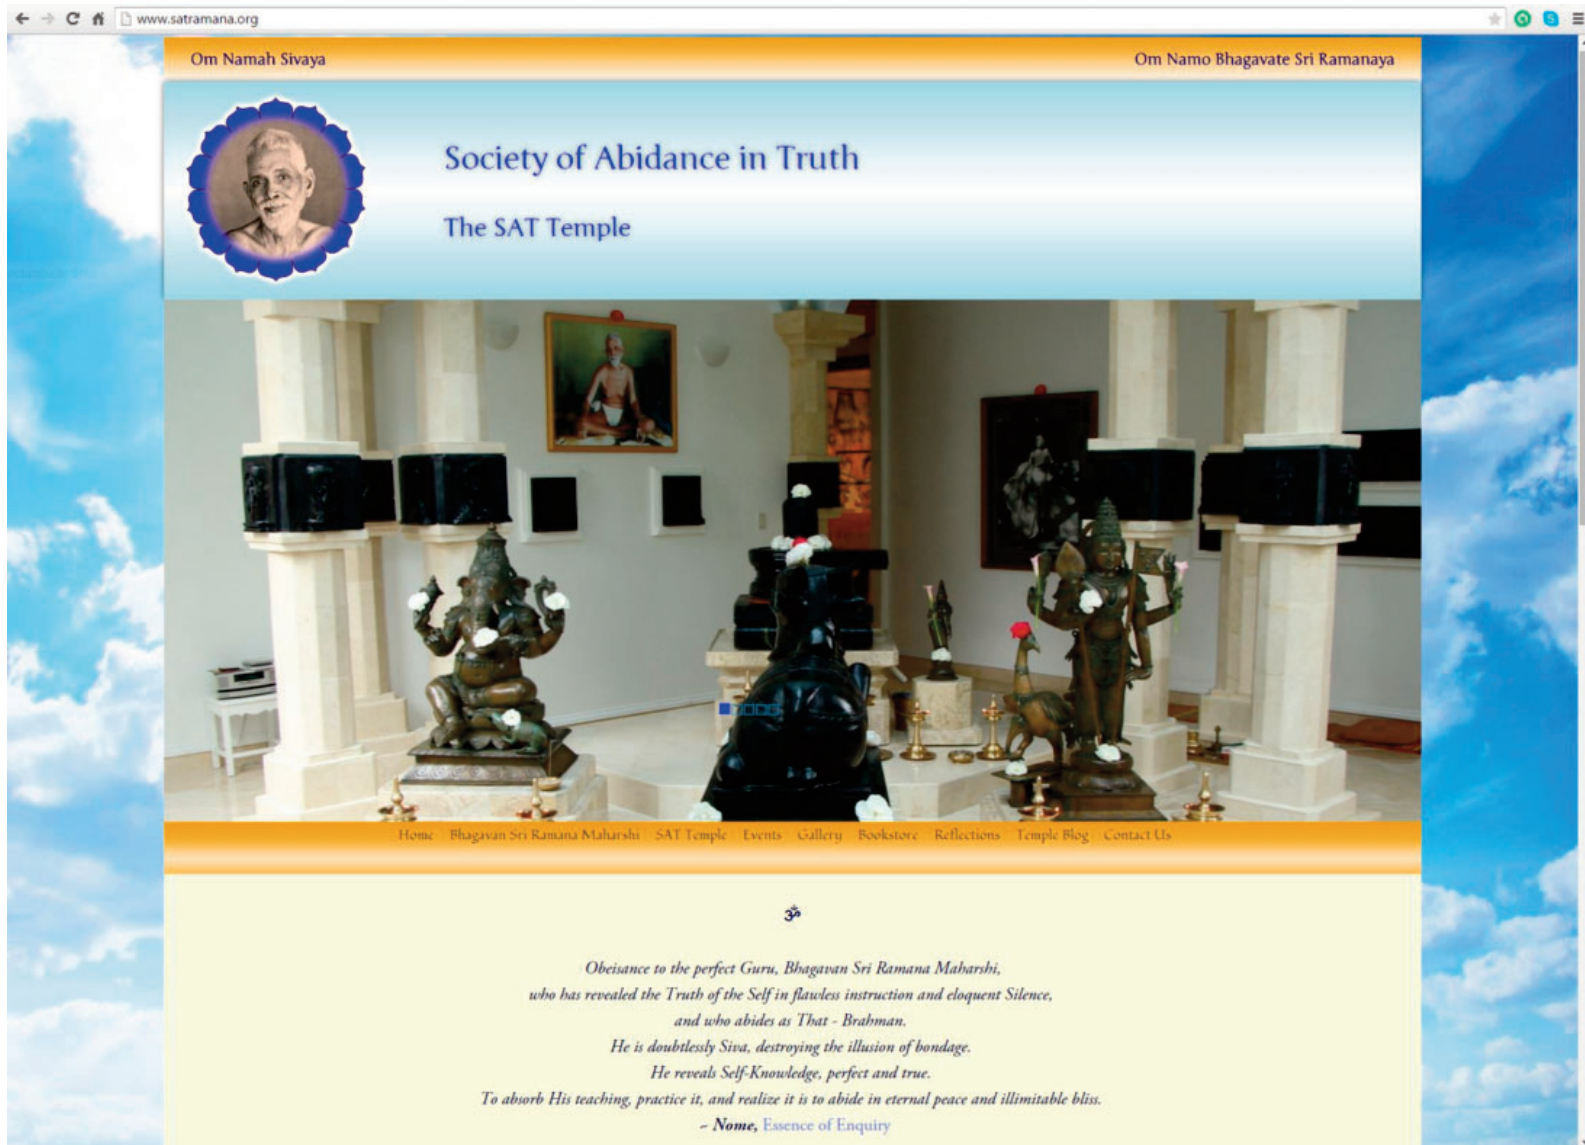 www.satramana.org
Om Namah Sivaya
Om Namo Bhagavate Sri Ramanaya
Society of Abidance in Truth
The SAT Temple
Home Bhagavan Sri Ramana Maharshi SAT Temple Events Gallery Bookstore Reflections Temple Blog Contact Us
ॐ
Obeisance to the perfect Guru, Bhagavan Sri Ramana Maharshi,
who has revealed the Truth of the Self in flawless instruction and eloquent Silence,
and who abides as That - Brahman.
He is doubtlessly Siva, destroying the illusion of bondage.
He reveals Self-Knowledge, perfect and true.
To absorb His teaching, practice it, and realize it is to abide in eternal peace and illimitable bliss.
~ Nome, Essence of Enquiry